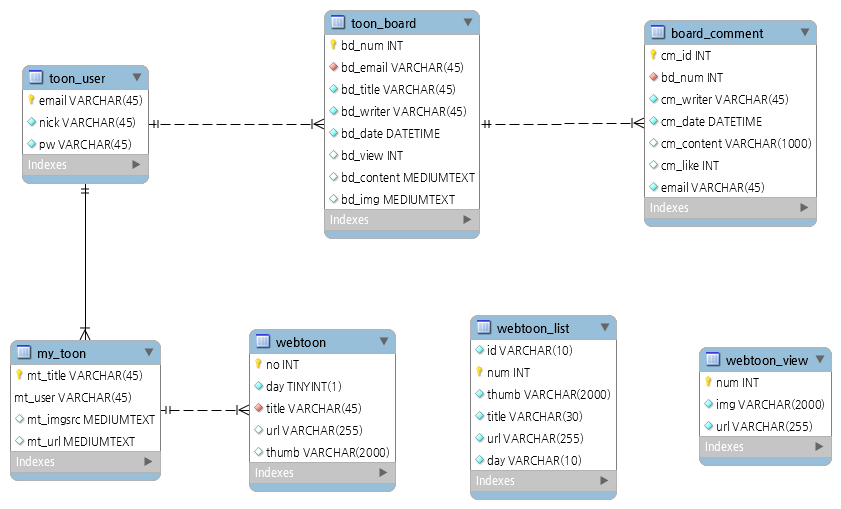 toon_user
email VARCHAR(45)
nick VARCHAR(45)
pw VARCHAR(45)
Indexes
toon_board
bd_num INT
bd_email VARCHAR(45)
bd_title VARCHAR(45)
bd_writer VARCHAR(45)
bd_date DATETIME
bd_view INT
bd_content MEDIUMTEXT
bd_img MEDIUMTEXT
Indexes
board_comment
cm_id INT
bd_num INT
cm_writer VARCHAR(45)
cm_date DATETIME
cm_content VARCHAR(1000)
cm_like INT
email VARCHAR(45)
Indexes
my_toon
mt_title VARCHAR(45)
mt_user VARCHAR(45)
mt_imgsrc MEDIUMTEXT
mt_url MEDIUMTEXT
Indexes
webtoon
no INT
day TINYINT(1)
title VARCHAR(45)
url VARCHAR(255)
thumb VARCHAR(2000)
Indexes
webtoon_list
id VARCHAR(10)
num INT
thumb VARCHAR(2000)
title VARCHAR(30)
url VARCHAR(255)
day VARCHAR(10)
Indexes
webtoon_view
num INT
img VARCHAR(2000)
url VARCHAR(255)
Indexes